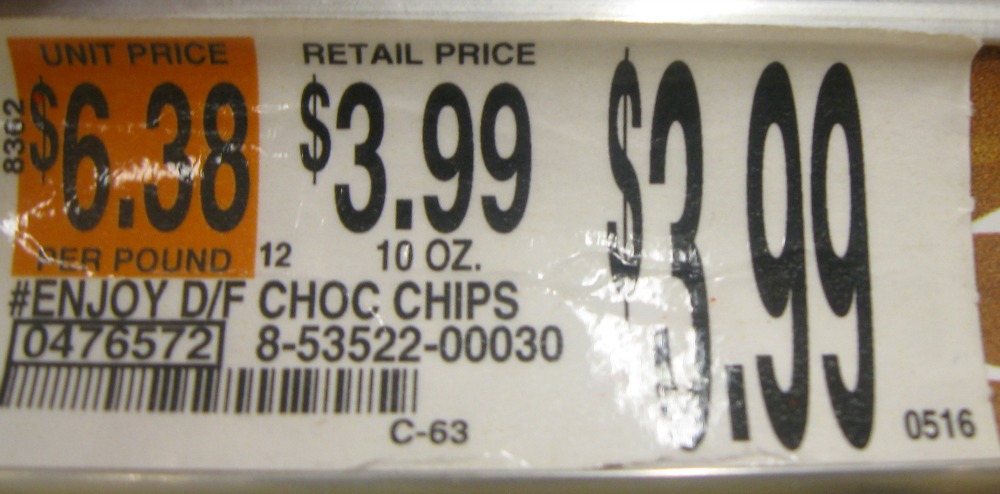 UNIT PRICE
RETAIL PRICE
8362
$6.38
$3.99
$3.99
PER POUND
12
10 OZ.
#ENJOY D/F CHOC CHIPS
0476572
8-53522-00030
C-63
0516